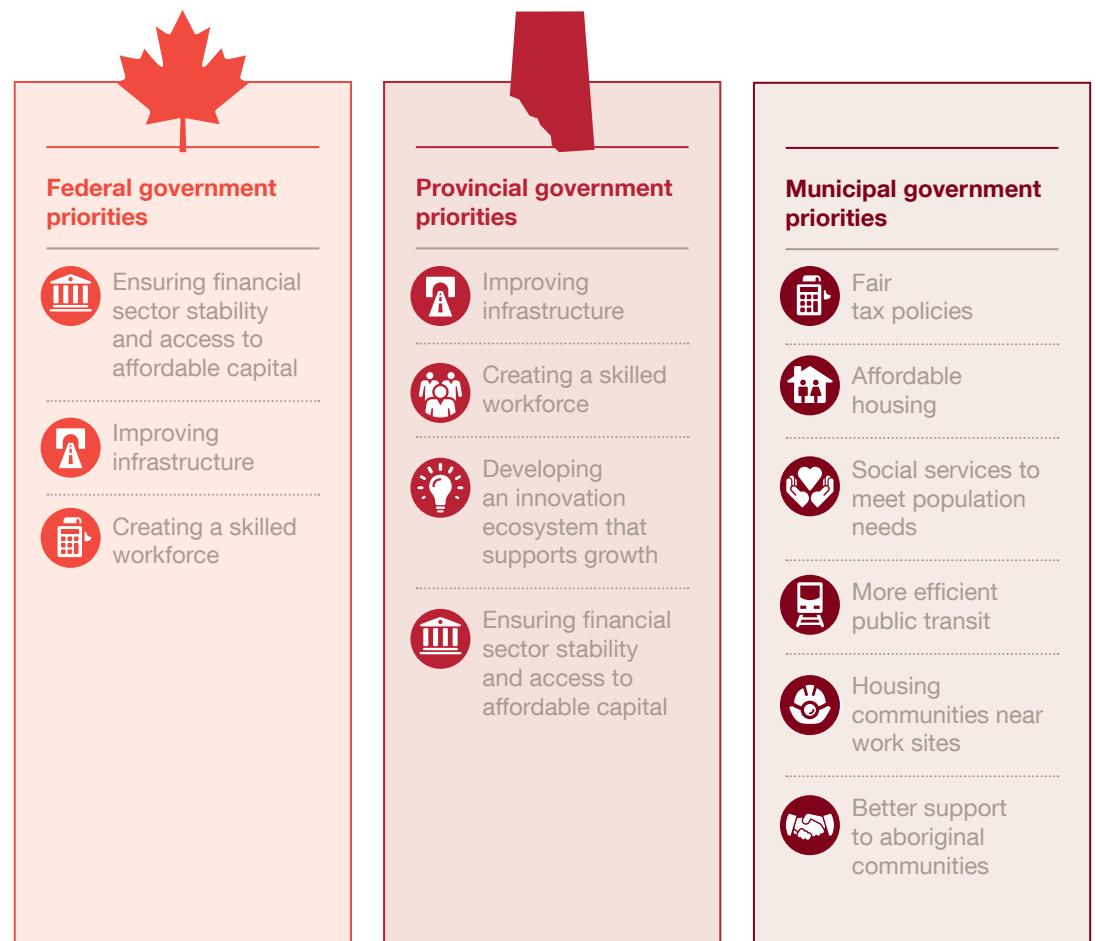 Federal government
priorities
Ensuring financial
sector stability
and access to
affordable capital
Improving
infrastructure
Creating a skilled
workforce
Provincial government
priorities
Improving
infrastructure
Creating a skilled
workforce
Developing
an innovation
ecosystem that
supports growth
Ensuring financial
sector stability
and access to
affordable capital
Municipal government
priorities
Fair
tax policies
Affordable
housing
Social services to
meet population
needs
More efficient
public transit
Housing
communities near
work sites
Better support
to aboriginal
communities